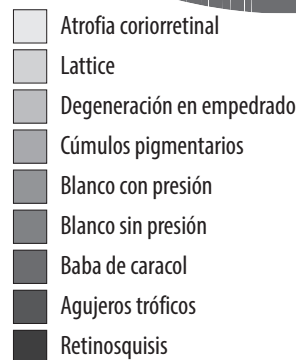 Atrofia coriorretinal
Lattice
Degeneración en empedrado
Cúmulos pigmentarios
Blanco con presión
Blanco sin presión
Baba de caracol
Agujeros tróficos
Retinosquisis